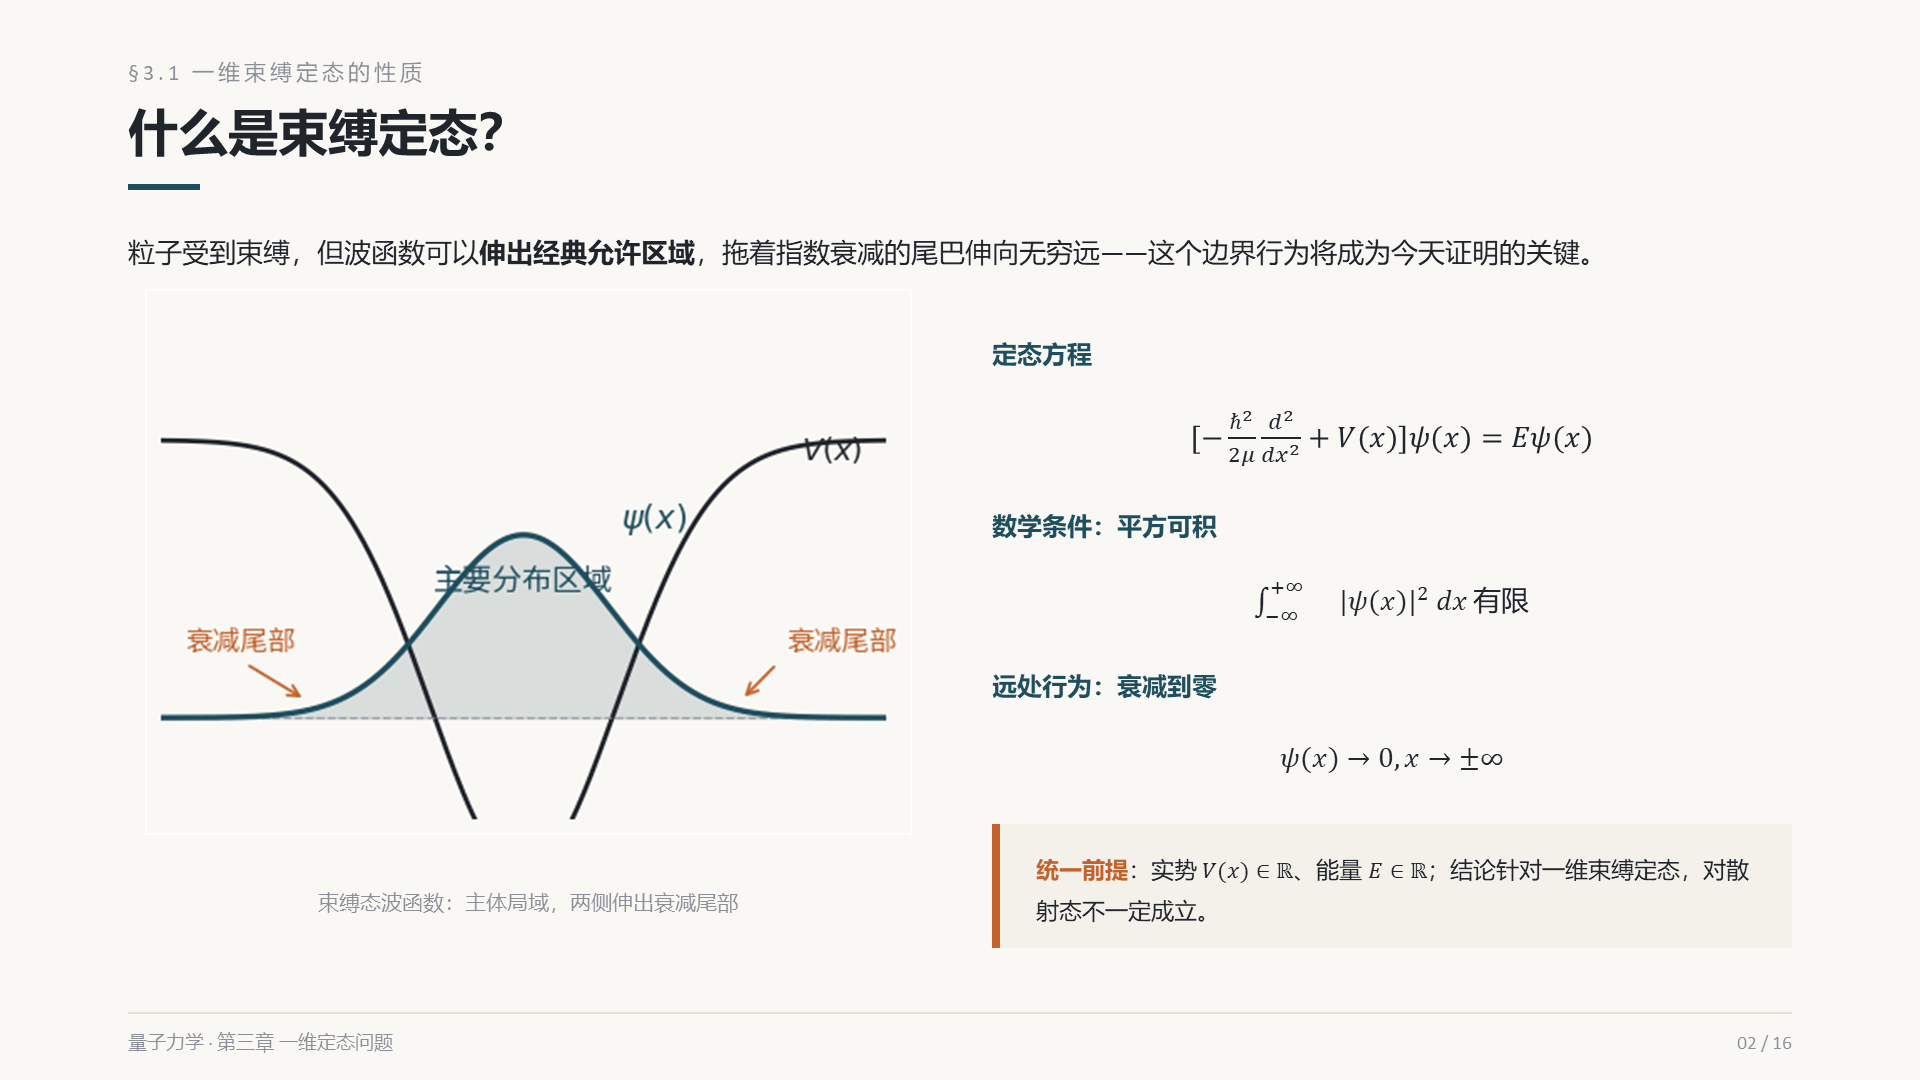 §3.1 一维束缚定态的性质
什么是束缚定态？
粒子受到束缚，但波函数可以伸出经典允许区域，拖着指数衰减的尾巴伸向无穷远——这个边界行为将成为今天证明的关键。
V(x)
ψ(x)
主要分布区域
衰减尾部
衰减尾部
束缚态波函数：主体局域，两侧伸出衰减尾部
定态方程
[−ħ²/2μ d²/dx² + V(x)]ψ(x) = Eψ(x)
数学条件：平方可积
∫₋∞⁺∞ |ψ(x)|² dx 有限
远处行为：衰减到零
ψ(x) → 0, x → ±∞
统一前提：实势 V(x) ∈ ℝ、能量 E ∈ ℝ；结论针对一维束缚定态，对散
射态不一定成立。
量子力学 · 第三章 一维定态问题
02 / 16